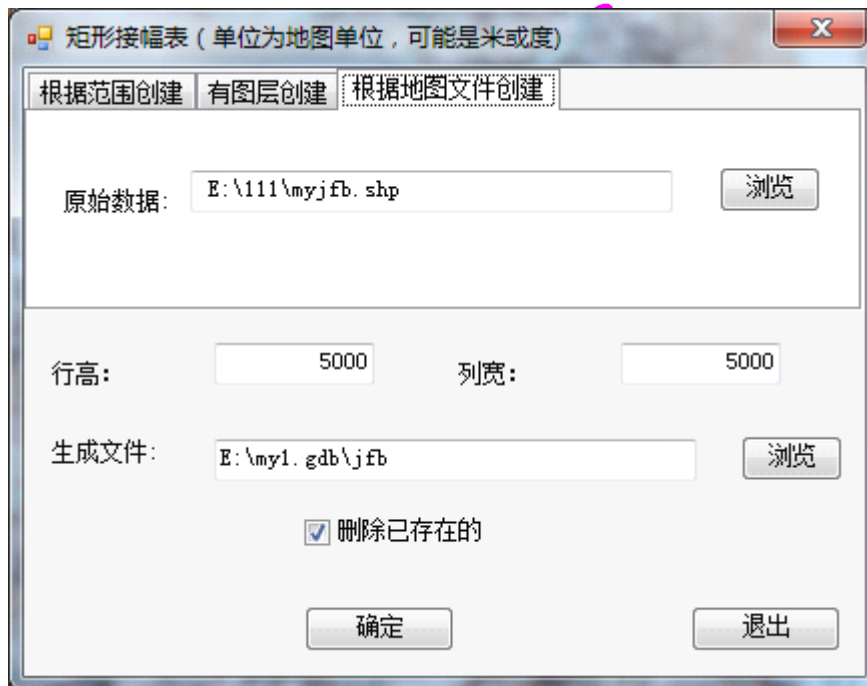 矩形接幅表(单位为地图单位,可能是米或度)
根据范围创建 有图层创建 根据地图文件创建
原始数据: E:\111\myjfb.shp 浏览
行高: 5000 列宽: 5000
生成文件: E:\my1.gdb\jfb 浏览
删除已存在的
确定 退出